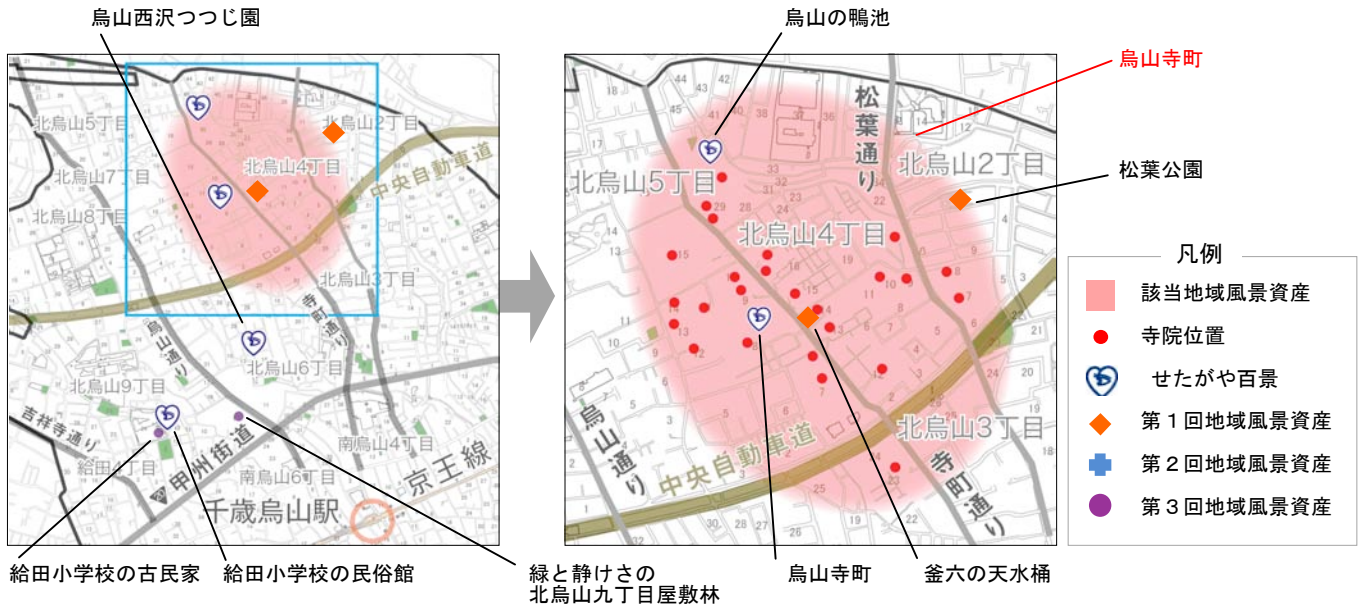 烏山西沢つつじ園
烏山の鴨池
烏山寺町
松葉公園
北烏山5丁目
北烏山2丁目
北烏山4丁目
北烏山7丁目
中央自動車道
北烏山8丁目
北烏山3丁目
寺町通り
烏山通り
北烏山6丁目
北烏山9丁目
吉祥寺通り
給田4丁目
甲州街道
20
南烏山4丁目
南烏山6丁目
京王線
千歳烏山駅
松葉通り
北烏山2丁目
北烏山5丁目
北烏山4丁目
北烏山3丁目
烏山通り
中央自動車道
寺町通り
凡例
該当地域風景資産
寺院位置
せたがや百景
第1回地域風景資産
第2回地域風景資産
第3回地域風景資産
給田小学校の古民家
給田小学校の民俗館
緑と静けさの
北烏山九丁目屋敷林
烏山寺町
釜六の天水桶